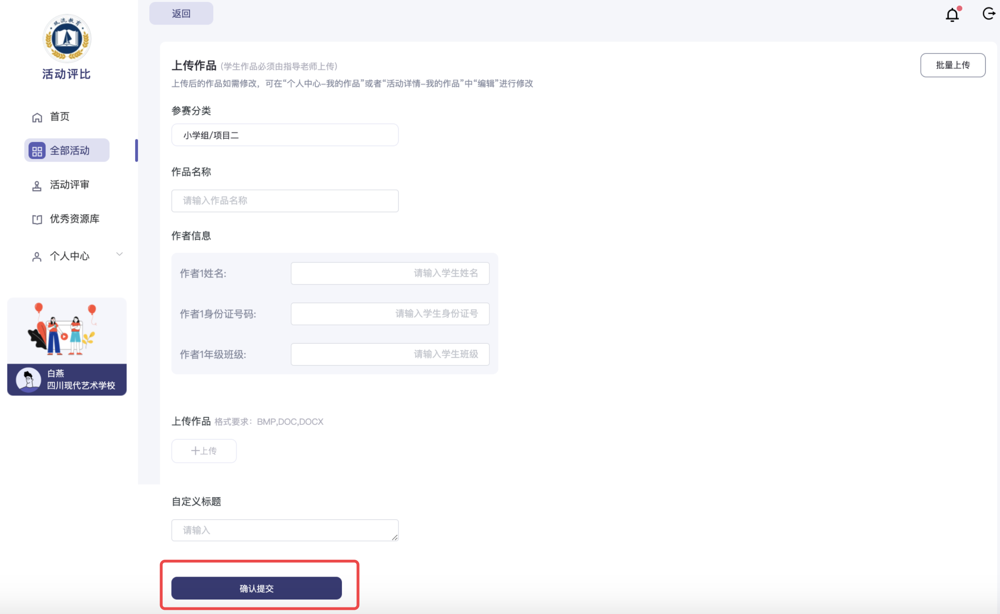 双流教育
活动评比
首页
全部活动
活动评审
优秀资源库
个人中心
白燕
四川现代艺术学校
返回
上传作品 (学生作品必须由指导老师上传)
批量上传
上传后的作品如需修改，可在“个人中心-我的作品”或者“活动详情-我的作品”中“编辑”进行修改
参赛分类
小学组/项目二
作品名称
请输入作品名称
作者信息
作者1姓名: 请输入学生姓名
作者1身份证号码: 请输入学生身份证号
作者1年级班级: 请输入学生班级
上传作品 格式要求：BMP,DOC,DOCX
+上传
自定义标题
请输入
确认提交